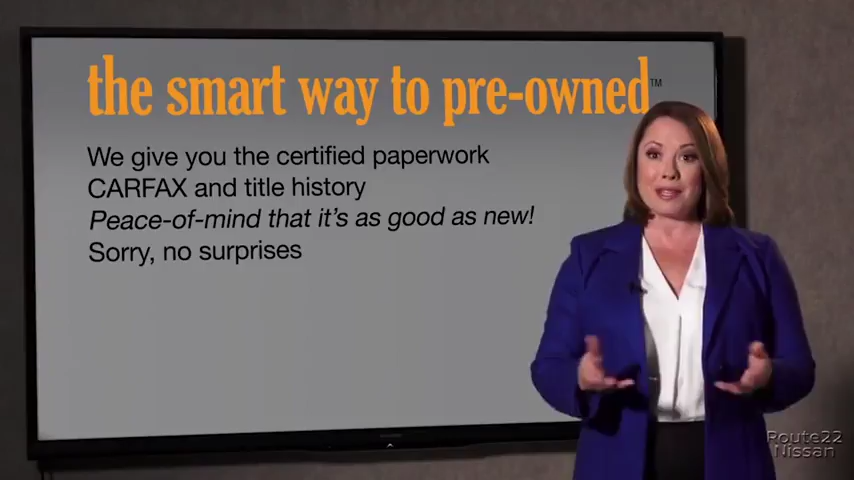 the smart way to pre-owned™
We give you the certified paperwork
CARFAX and title history
Peace-of-mind that it's as good as new!
Sorry, no surprises
Route22
Nissan